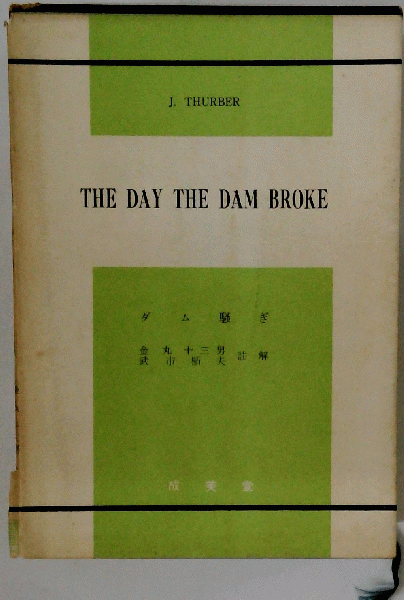 J. THURBER
THE DAY THE DAM BROKE
ダム騒ぎ
金丸十三男
武市脩夫 註解
成美堂